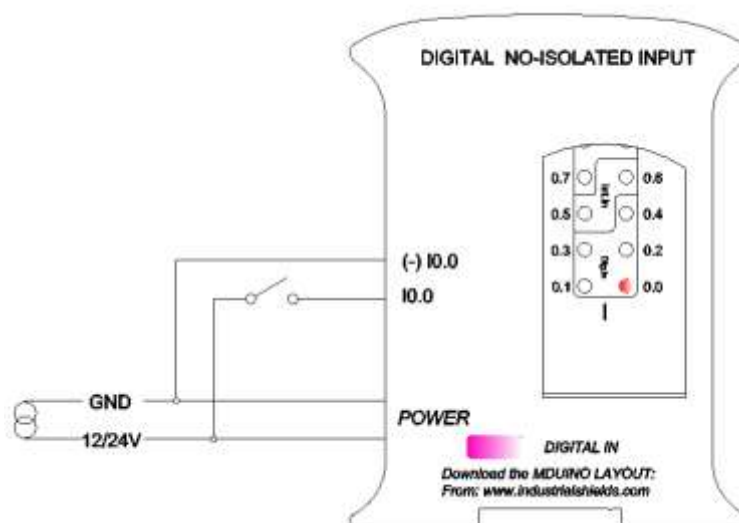 DIGITAL NO-ISOLATED INPUT
0.7 0.6
0.5 0.4
0.3 0.2
0.1 0.0
I
(-) I0.0
I0.0
GND
12/24V
POWER
DIGITAL IN
Download the MDUINO LAYOUT:
From: www.industrialshields.com